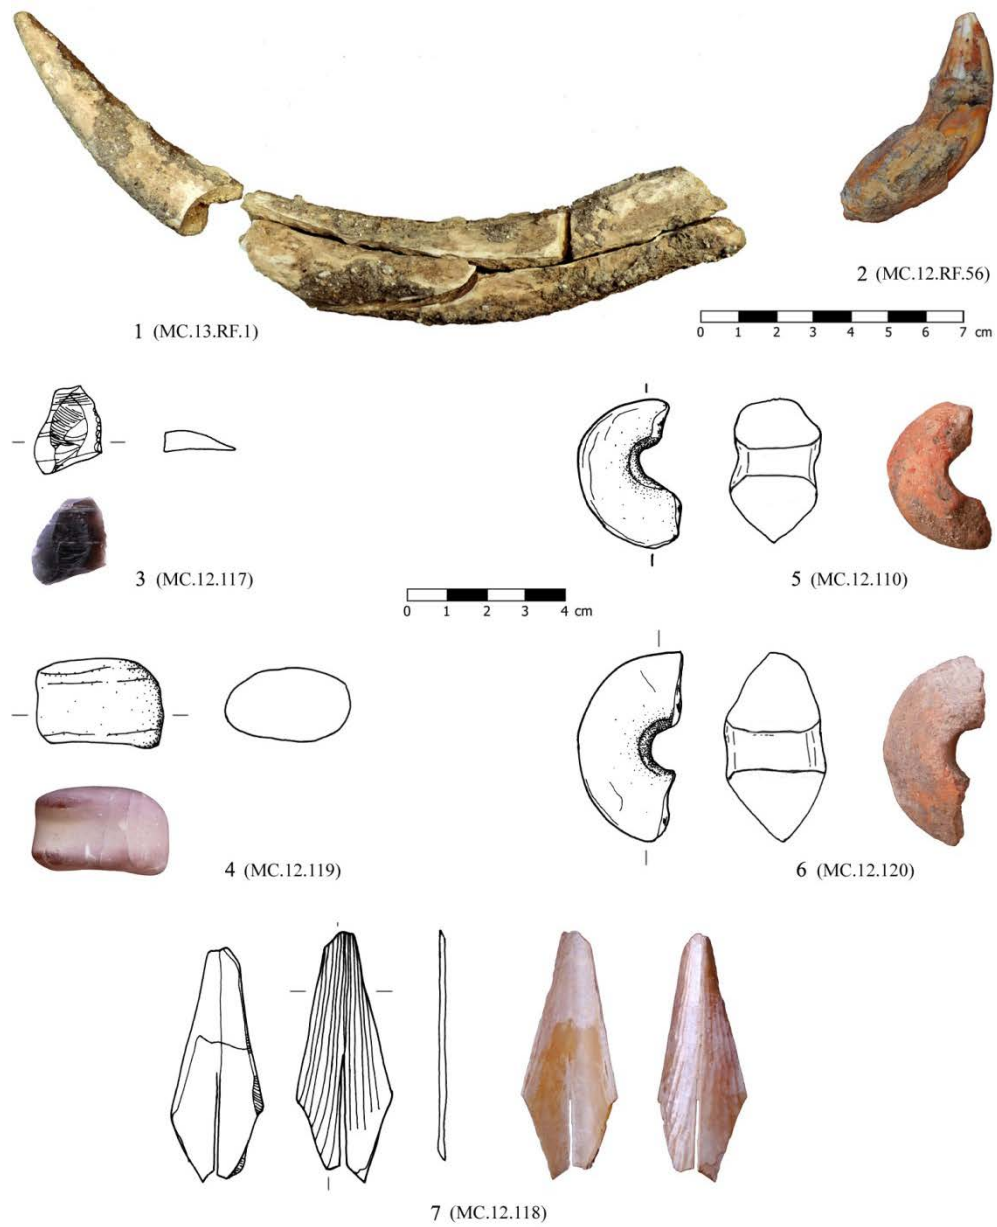 1 (MC.13.RF.1)
2 (MC.12.RF.56)
0 1 2 3 4 5 6 7 cm
3 (MC.12.117)
5 (MC.12.110)
0 1 2 3 4 cm
4 (MC.12.119)
6 (MC.12.120)
7 (MC.12.118)